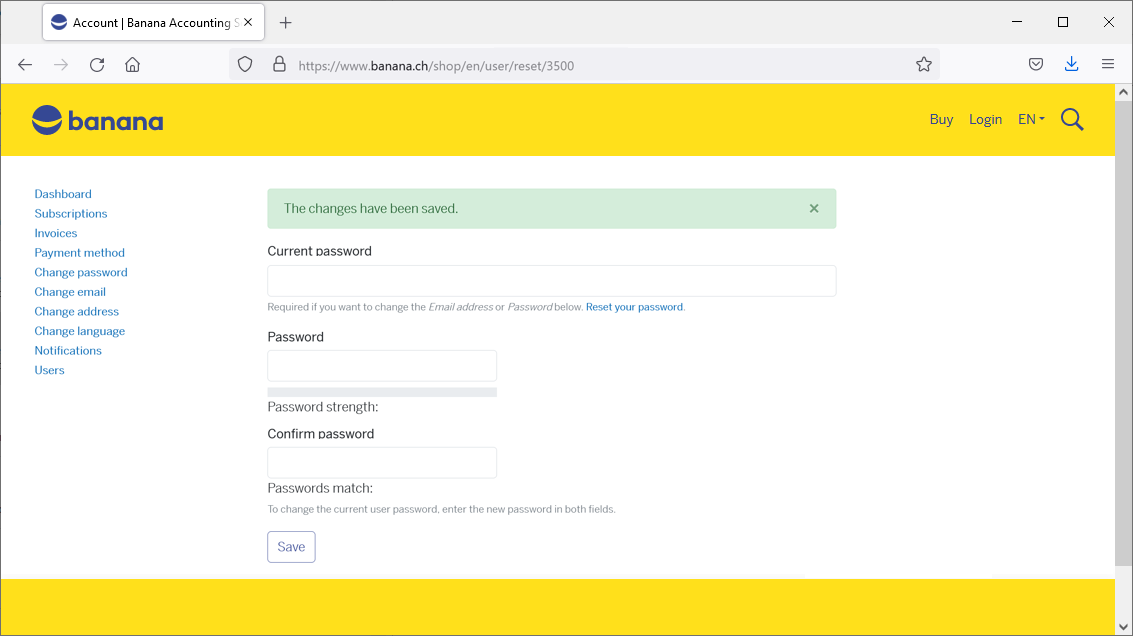 Account | Banana Accounting S
https://www.banana.ch/shop/en/user/reset/3500
banana
Buy Login EN
Dashboard
Subscriptions
Invoices
Payment method
Change password
Change email
Change address
Change language
Notifications
Users
The changes have been saved.
Current password
Required if you want to change the Email address or Password below. Reset your password.
Password
Password strength:
Confirm password
Passwords match:
To change the current user password, enter the new password in both fields.
Save